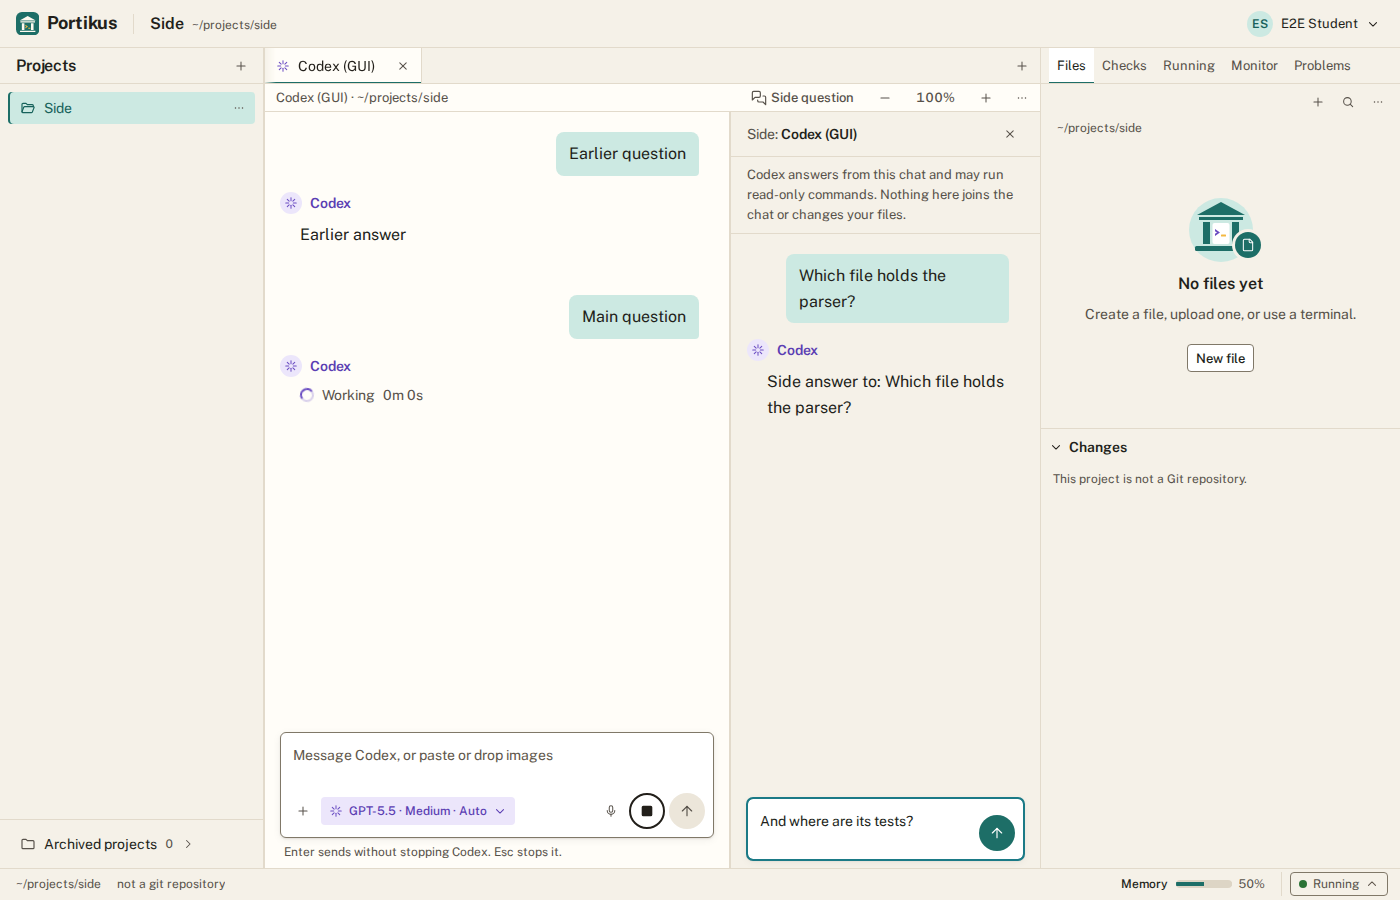 Portikus
Side ~/projects/side
ES E2E Student
Projects
Side
Archived projects 0
Codex (GUI)
Codex (GUI) · ~/projects/side
Side question
100%
Earlier question
Codex
Earlier answer
Main question
Codex
Working 0m 0s
Message Codex, or paste or drop images
GPT-5.5 · Medium · Auto
Enter sends without stopping Codex. Esc stops it.
Side: Codex (GUI)
Codex answers from this chat and may run
read-only commands. Nothing here joins the
chat or changes your files.
Which file holds the
parser?
Codex
Side answer to: Which file holds
the parser?
And where are its tests?
Files Checks Running Monitor Problems
~/projects/side
No files yet
Create a file, upload one, or use a terminal.
New file
Changes
This project is not a Git repository.
~/projects/side not a git repository
Memory 50%
Running